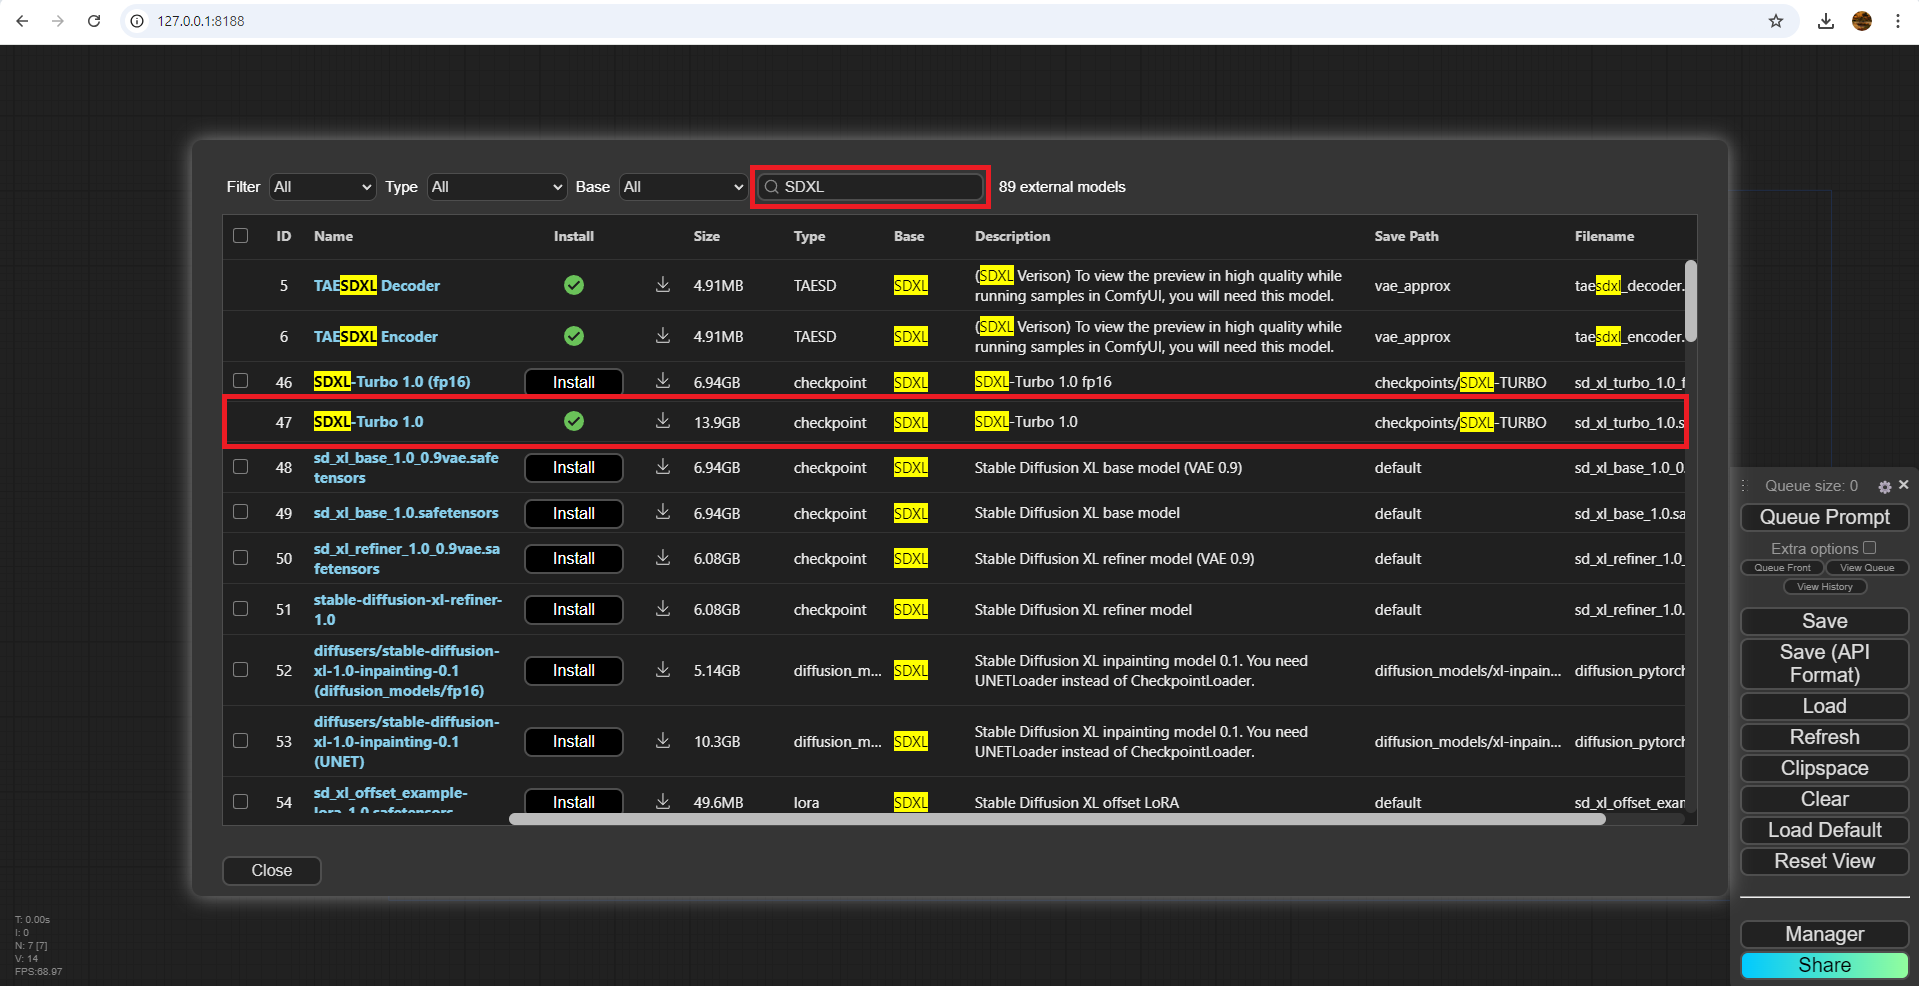 127.0.0.1:8188
Filter All Type All Base All SDXL 89 external models
ID Name Install Size Type Base Description Save Path Filename
5 TAESDXL Decoder 4.91MB TAESD SDXL (SDXL Verison) To view the preview in high quality while running samples in ComfyUI, you will need this model. vae_approx taesdxl_decoder.
6 TAESDXL Encoder 4.91MB TAESD SDXL (SDXL Verison) To view the preview in high quality while running samples in ComfyUI, you will need this model. vae_approx taesdxl_encoder.
46 SDXL-Turbo 1.0 (fp16) Install 6.94GB checkpoint SDXL SDXL-Turbo 1.0 fp16 checkpoints/SDXL-TURBO sd_xl_turbo_1.0_f
47 SDXL-Turbo 1.0 13.9GB checkpoint SDXL SDXL-Turbo 1.0 checkpoints/SDXL-TURBO sd_xl_turbo_1.0.s
48 sd_xl_base_1.0_0.9vae.safetensors Install 6.94GB checkpoint SDXL Stable Diffusion XL base model (VAE 0.9) default sd_xl_base_1.0_0.
49 sd_xl_base_1.0.safetensors Install 6.94GB checkpoint SDXL Stable Diffusion XL base model default sd_xl_base_1.0.sa
50 sd_xl_refiner_1.0_0.9vae.safetensors Install 6.08GB checkpoint SDXL Stable Diffusion XL refiner model (VAE 0.9) default sd_xl_refiner_1.0_
51 stable-diffusion-xl-refiner-1.0 Install 6.08GB checkpoint SDXL Stable Diffusion XL refiner model default sd_xl_refiner_1.0.
52 diffusers/stable-diffusion-xl-1.0-inpainting-0.1 (diffusion_models/fp16) Install 5.14GB diffusion_m... SDXL Stable Diffusion XL inpainting model 0.1. You need UNETLoader instead of CheckpointLoader. diffusion_models/xl-inpain... diffusion_pytorch
53 diffusers/stable-diffusion-xl-1.0-inpainting-0.1 (UNET) Install 10.3GB diffusion_m... SDXL Stable Diffusion XL inpainting model 0.1. You need UNETLoader instead of CheckpointLoader. diffusion_models/xl-inpain... diffusion_pytorch
54 sd_xl_offset_example-lora_1.0.safetensors Install 49.6MB lora SDXL Stable Diffusion XL offset LoRA default sd_xl_offset_exar
Close
Queue size: 0
Queue Prompt
Extra options
Queue Front View Queue
View History
Save
Save (API
Format)
Load
Refresh
Clipspace
Clear
Load Default
Reset View
Manager
Share
T: 0.00s
I: 0
N: 7 [7]
V: 14
FPS:68.97